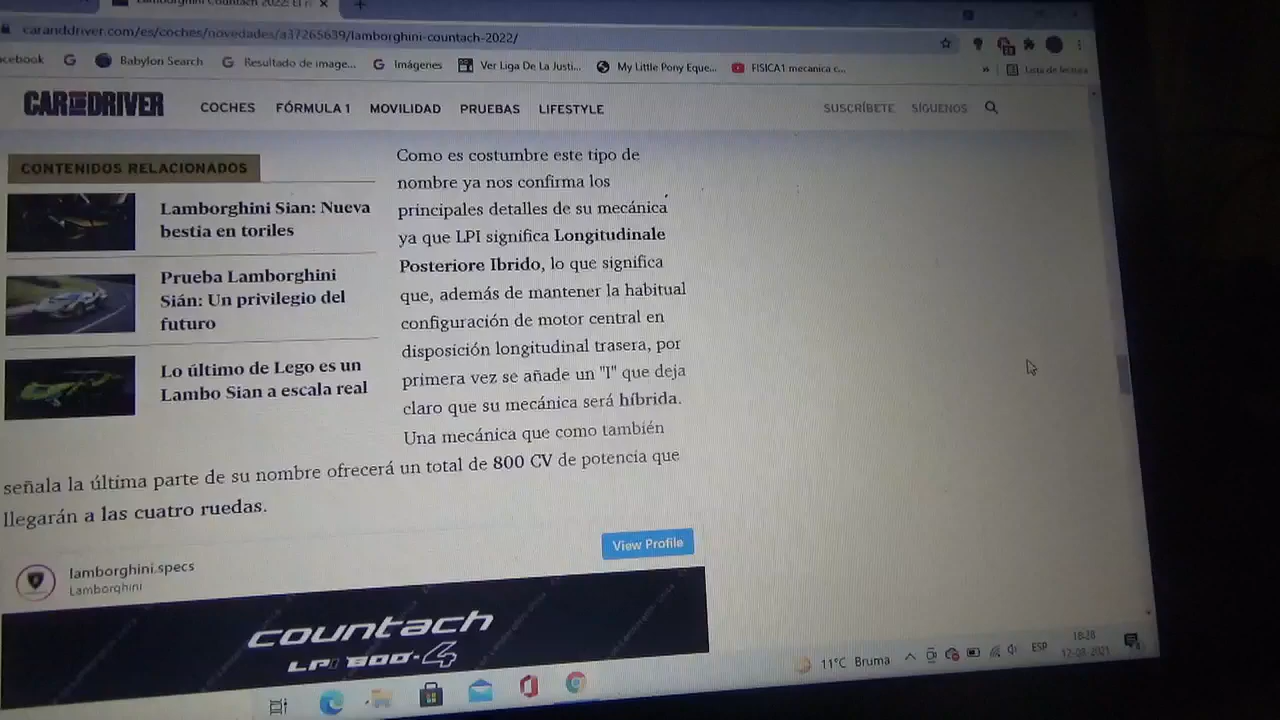 Lamborghini Countach 2022: El r
caranddriver.com/es/coches/novedades/a37265639/lamborghini-countach-2022/
cebook
Babylon Search
Resultado de image...
Imágenes
Ver Liga De La Justi...
My Little Pony Eque...
FISICA1 mecanica c...
»
Lista de lectura
CAR AND DRIVER
COCHES
FÓRMULA 1
MOVILIDAD
PRUEBAS
LIFESTYLE
SUSCRÍBETE
SÍGUENOS
CONTENIDOS RELACIONADOS
Lamborghini Sian: Nueva
bestia en toriles
Prueba Lamborghini
Sián: Un privilegio del
futuro
Lo último de Lego es un
Lambo Sian a escala real
Como es costumbre este tipo de
nombre ya nos confirma los
principales detalles de su mecánica
ya que LPI significa Longitudinale
Posteriore Ibrido, lo que significa
que, además de mantener la habitual
configuración de motor central en
disposición longitudinal trasera, por
primera vez se añade un "I" que deja
claro que su mecánica será híbrida.
Una mecánica que como también
señala la última parte de su nombre ofrecerá un total de 800 CV de potencia que
llegarán a las cuatro ruedas.
lamborghini.specs
Lamborghini
View Profile
countach
LPI 800-4
11°C Bruma
ESP
18:28
12-08-2021